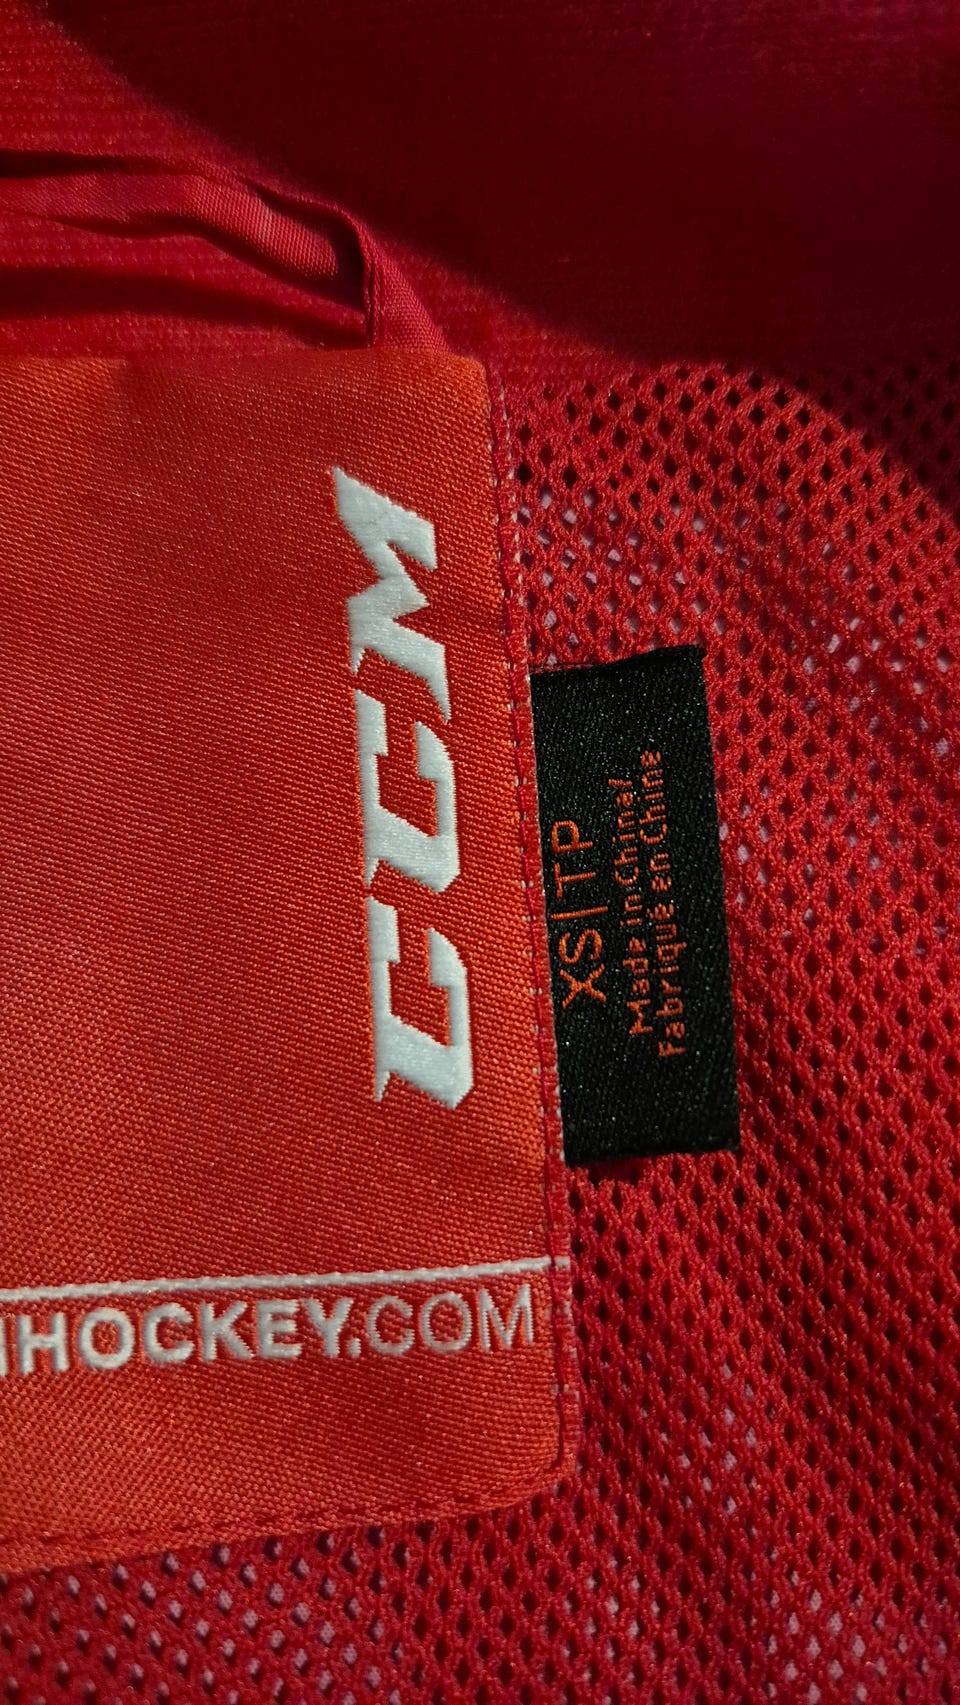 CCM
HOCKEY.COM
XS|TP
Made in China/
Fabriqué en Chine